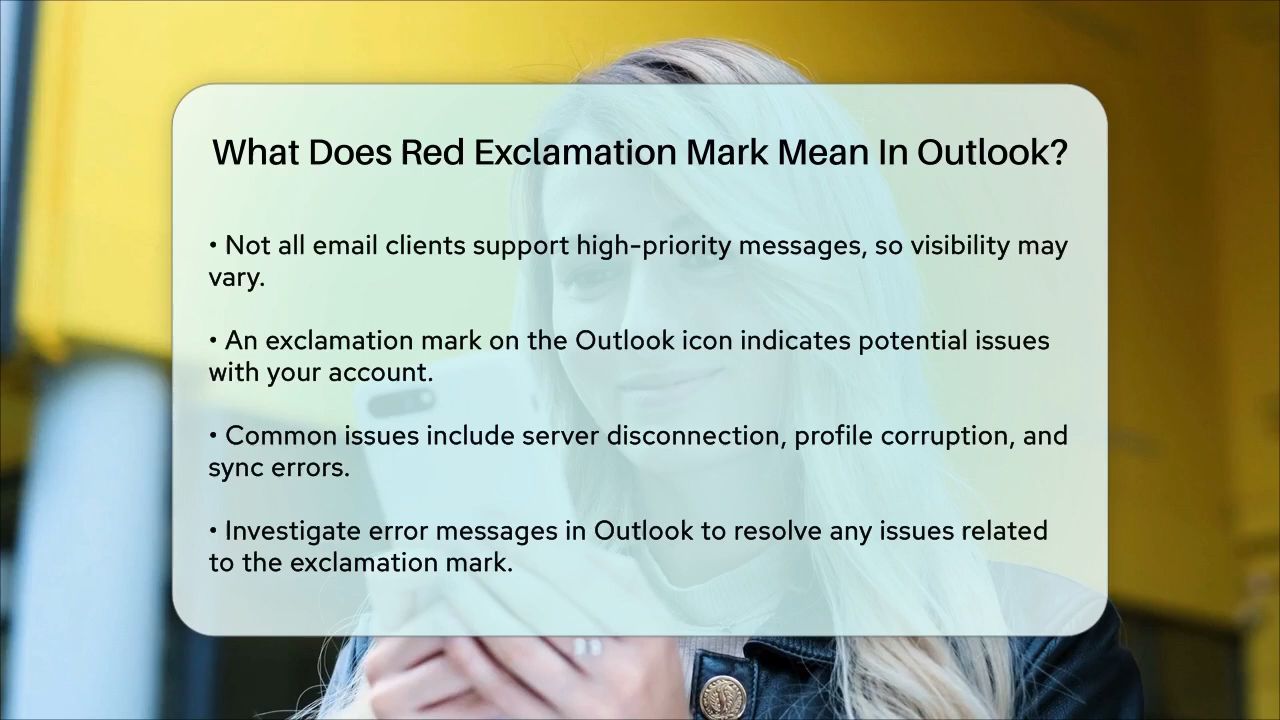 What Does Red Exclamation Mark Mean In Outlook?
• Not all email clients support high-priority messages, so visibility may
vary.
• An exclamation mark on the Outlook icon indicates potential issues
with your account.
• Common issues include server disconnection, profile corruption, and
sync errors.
• Investigate error messages in Outlook to resolve any issues related
to the exclamation mark.